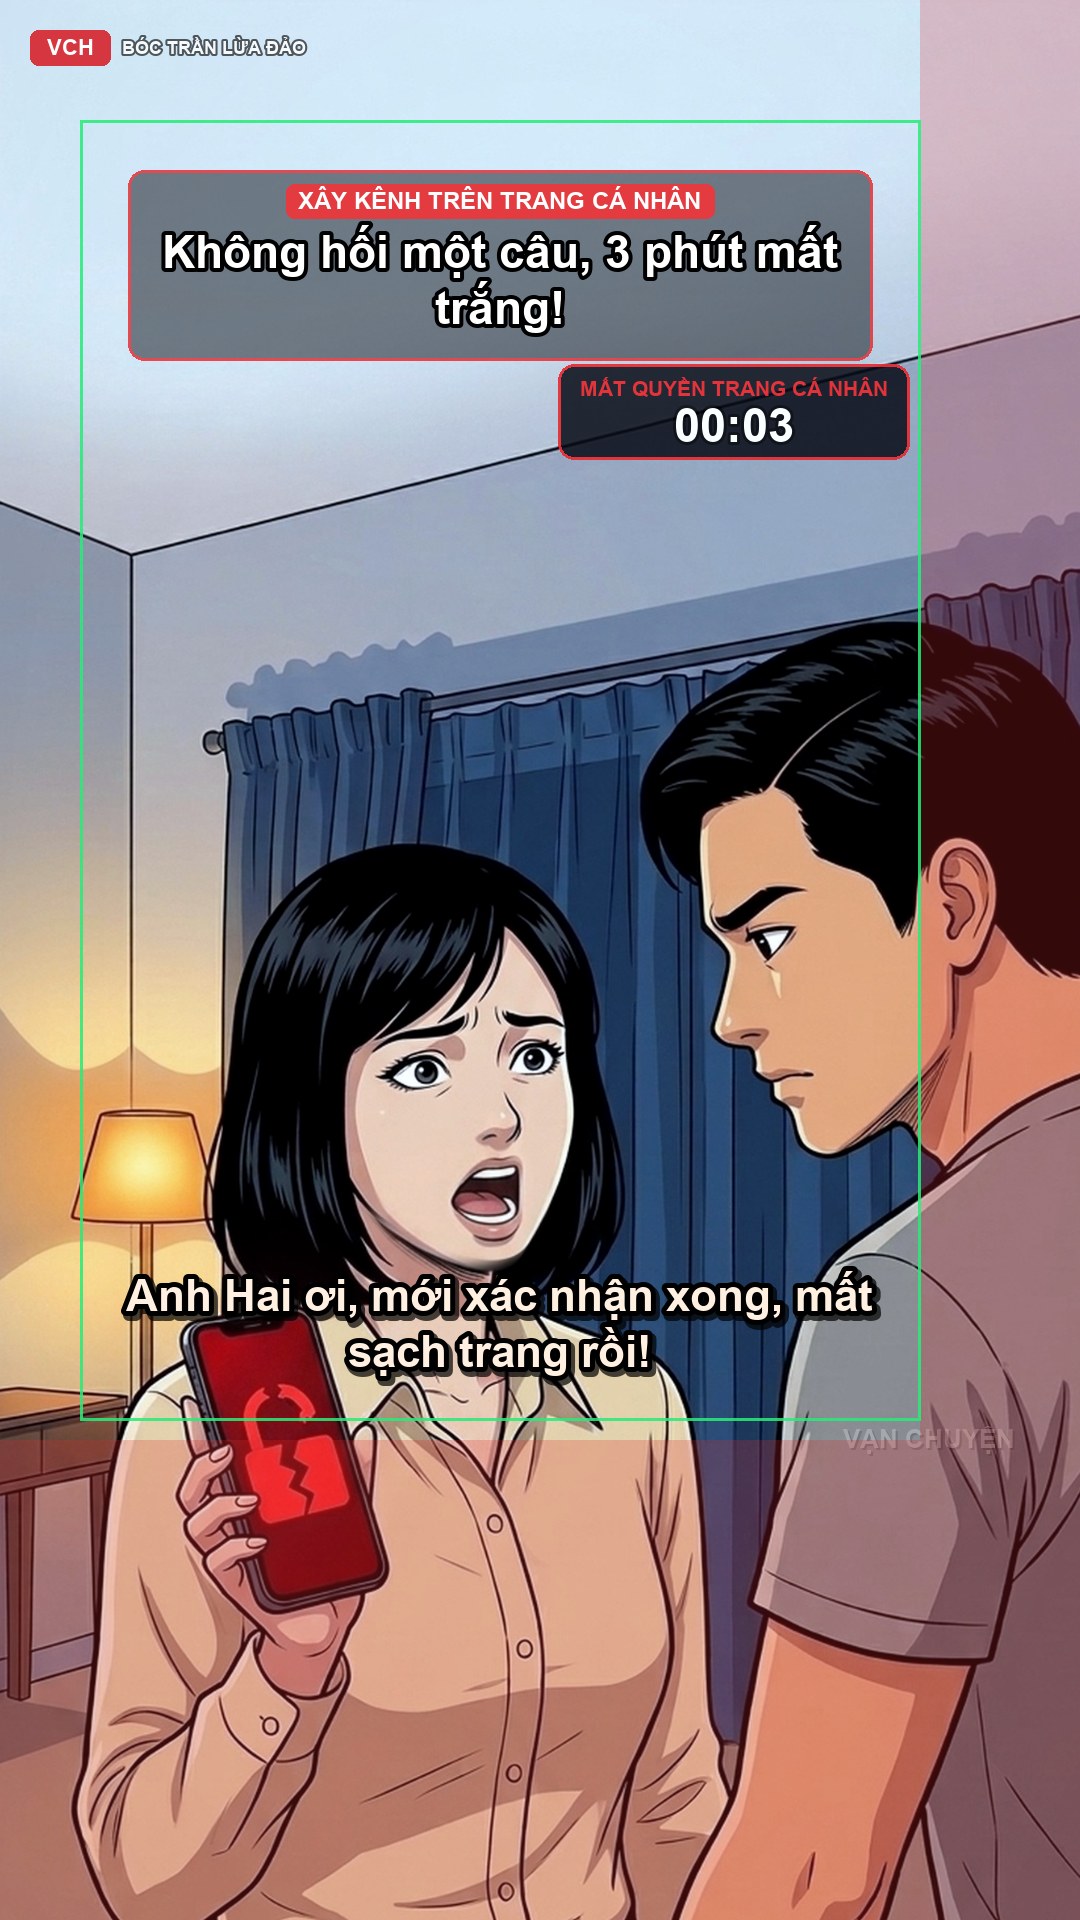 VCH BÓC TRẦN LỪA ĐẢO
XÂY KÊNH TRÊN TRANG CÁ NHÂN
Không hối một câu, 3 phút mất
trắng!
MẤT QUYỀN TRANG CÁ NHÂN
00:03
Anh Hai ơi, mới xác nhận xong, mất
sạch trang rồi!
VẠN CHUYỆN